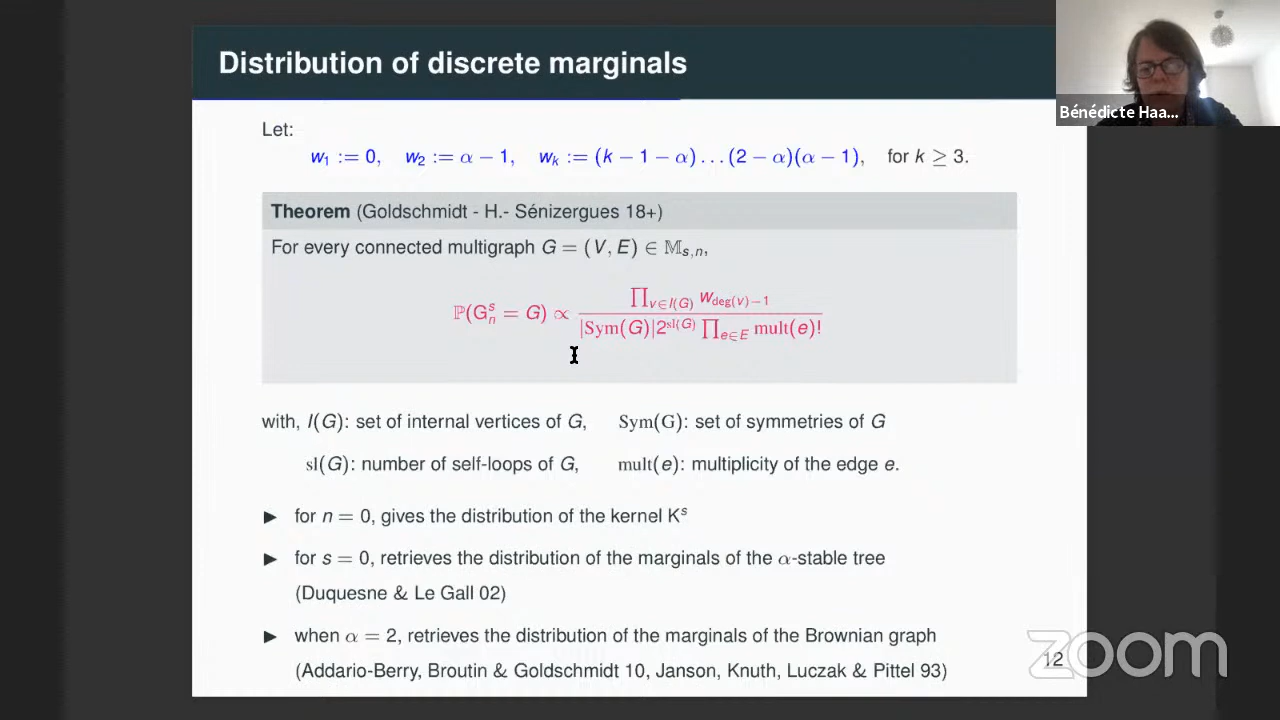 Distribution of discrete marginals
Bénédicte Haa...
Let:
w₁ := 0, w₂ := α − 1, wₖ := (k − 1 − α) . . . (2 − α)(α − 1), for k ≥ 3.
Theorem (Goldschmidt - H.- Sénizergues 18+)
For every connected multigraph G = (V, E) ∈ 𝕄ₛ,ₙ,
ℙ(Gₙˢ = G) ∝ ∏_{v∈I(G)} w_{deg(v)−1} / |Sym(G)|2^{sl(G)} ∏_{e∈E} mult(e)!
with, I(G): set of internal vertices of G, Sym(G): set of symmetries of G
sl(G): number of self-loops of G, mult(e): multiplicity of the edge e.
► for n = 0, gives the distribution of the kernel Kˢ
► for s = 0, retrieves the distribution of the marginals of the α-stable tree
(Duquesne & Le Gall 02)
► when α = 2, retrieves the distribution of the marginals of the Brownian graph
(Addario-Berry, Broutin & Goldschmidt 10, Janson, Knuth, Luczak & Pittel 93)
12
zoom